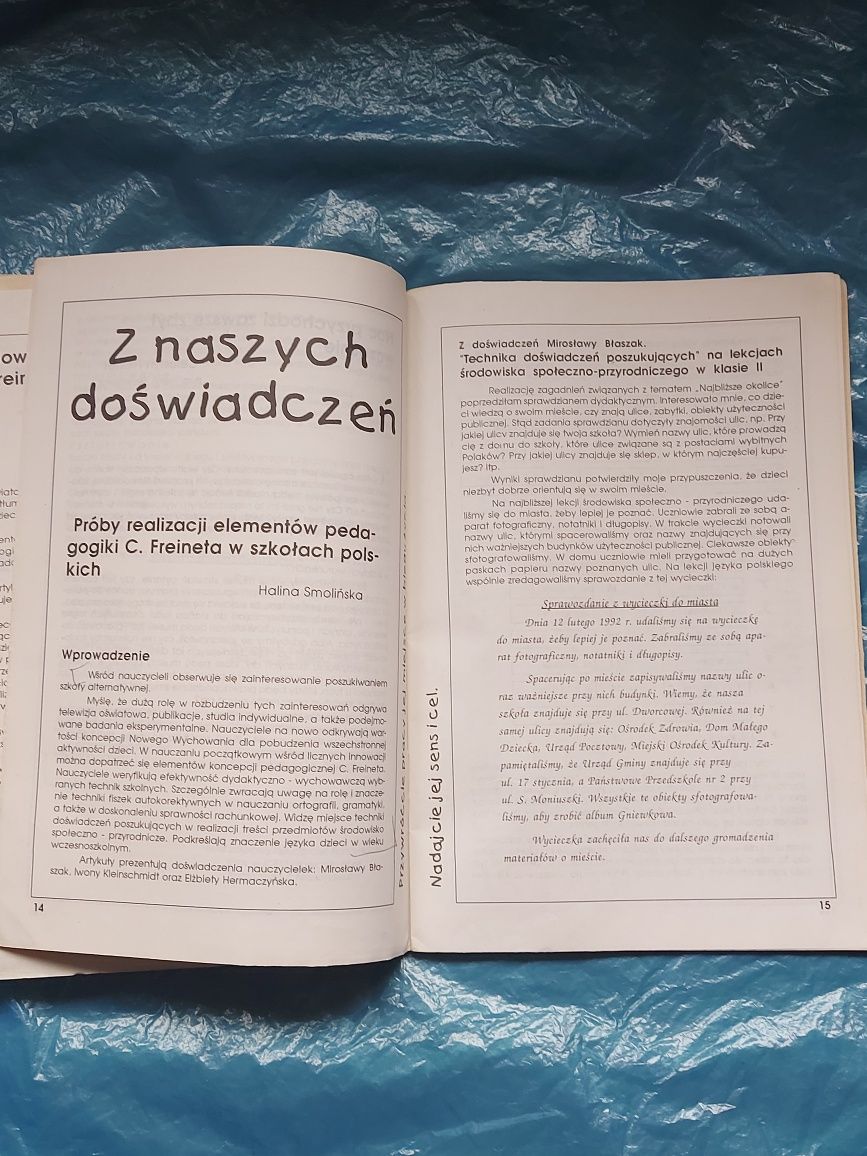 Z naszych
doświadczeń
Próby realizacji elementów peda-
gogiki C. Freineta w szkołach pols-
kich
Halina Smolińska
Wprowadzenie
Wśród nauczycieli obserwuje się zainteresowanie poszukiwaniem
szkoły alternatywnej.
Myślę, że dużą rolę w rozbudzeniu tych zainteresowań odgrywa
telewizja oświatowa, publikacje, studia indywidualne, a także podejmo-
wane badania eksperymentalne. Nauczyciele na nowo odkrywają war-
tości koncepcji Nowego Wychowania dla pobudzenia wszechstronnej
aktywności dzieci. W nauczaniu początkowym wśród licznych innowacji
można dopatrzeć się elementów koncepcji pedagogicznej C. Freineta.
Nauczyciele weryfikują efektywność dydaktyczno - wychowawczą wyb-
ranych technik szkolnych. Szczególnie zwracają uwagę na rolę i znacze-
nie techniki fiszek autokorektywnych w nauczaniu ortografii, gramatyki,
a także w doskonaleniu sprawności rachunkowej. Widzę miejsce techniki
doświadczeń poszukujących w realizacji treści przedmiotów środowisko
społeczno - przyrodnicze. Podkreślają znaczenie języka dzieci w wieku
wczesnoszkolnym.
Artykuły prezentują doświadczenia nauczycielek: Mirosławy Bła-
szak, Iwony Kleinschmidt oraz Elżbiety Hermaczyńska.
14
Nadajcie jej sens i cel.
Z doświadczeń Mirosławy Błaszak.
"Technika doświadczeń poszukujących" na lekcjach
środowiska społeczno-przyrodniczego w klasie II
Realizację zagadnień związanych z tematem „Najbliższe okolice"
poprzedziłam sprawdzianem dydaktycznym. Interesowało mnie, co dzie-
ci wiedzą o swoim mieście, czy znają ulice, zabytki, obiekty użyteczności
publicznej. Stąd zadania sprawdzianu dotyczyły znajomości ulic, np. Przy
jakiej ulicy znajduje się twoja szkoła? Wymień nazwy ulic, które prowadzą
cię z domu do szkoły, które ulice związane są z postaciami wybitnych
Polaków? Przy jakiej ulicy znajduje się sklep, w którym najczęściej kupu-
jesz? itp.
Wyniki sprawdzianu potwierdziły moje przypuszczenia, że dzieci
niezbyt dobrze orientują się w swoim mieście.
Na najbliższej lekcji środowiska społeczno - przyrodniczego uda-
liśmy się do miasta, żeby lepiej je poznać. Uczniowie zabrali ze sobą a-
parat fotograficzny, notatniki i długopisy. W trakcie wycieczki notowali
nazwy ulic, którymi spacerowaliśmy oraz nazwy znajdujących się przy
nich ważniejszych budynków użyteczności publicznej. Ciekawsze obiekty
sfotografowaliśmy. W domu uczniowie mieli przygotować na dużych
paskach papieru nazwy poznanych ulic. Na lekcji języka polskiego
wspólnie zredagowaliśmy sprawozdanie z tej wycieczki:
Sprawozdanie z wycieczki do miasta
Dnia 12 lutego 1992 r. udaliśmy się na wycieczkę
do miasta, żeby lepiej je poznać. Zabraliśmy ze sobą apa-
rat fotograficzny, notatniki i długopisy.
Spacerując po mieście zapisywaliśmy nazwy ulic o-
raz ważniejsze przy nich budynki. Wiemy, że nasza
szkoła znajduje się przy ul. Dworcowej. Również na tej
samej ulicy znajdują się: Ośrodek Zdrowia, Dom Małego
Dziecka, Urząd Pocztowy, Miejski Ośrodek Kultury. Za-
pamiętaliśmy, że Urząd Gminy znajduje się przy
ul. 17 stycznia, a Państwowe Przedszkole nr 2 przy
ul. S. Moniuszki. Wszystkie te obiekty sfotografowa-
liśmy, aby zrobić album Gniewkowa.
Wycieczka zachęciła nas do dalszego gromadzenia
materiałów o mieście.
15